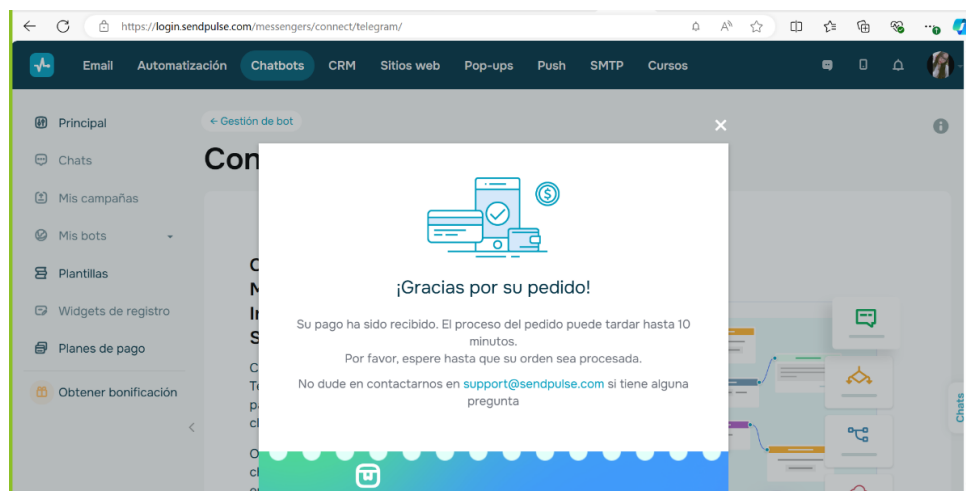 https://login.sendpulse.com/messengers/connect/telegram/
Email Automatización Chatbots CRM Sitios web Pop-ups Push SMTP Cursos
Principal
Chats
Mis campañas
Mis bots
Plantillas
Widgets de registro
Planes de pago
Obtener bonificación
← Gestión de bot
Con
¡Gracias por su pedido!
Su pago ha sido recibido. El proceso del pedido puede tardar hasta 10
minutos.
Por favor, espere hasta que su orden sea procesada.
No dude en contactarnos en support@sendpulse.com si tiene alguna
pregunta
Chats